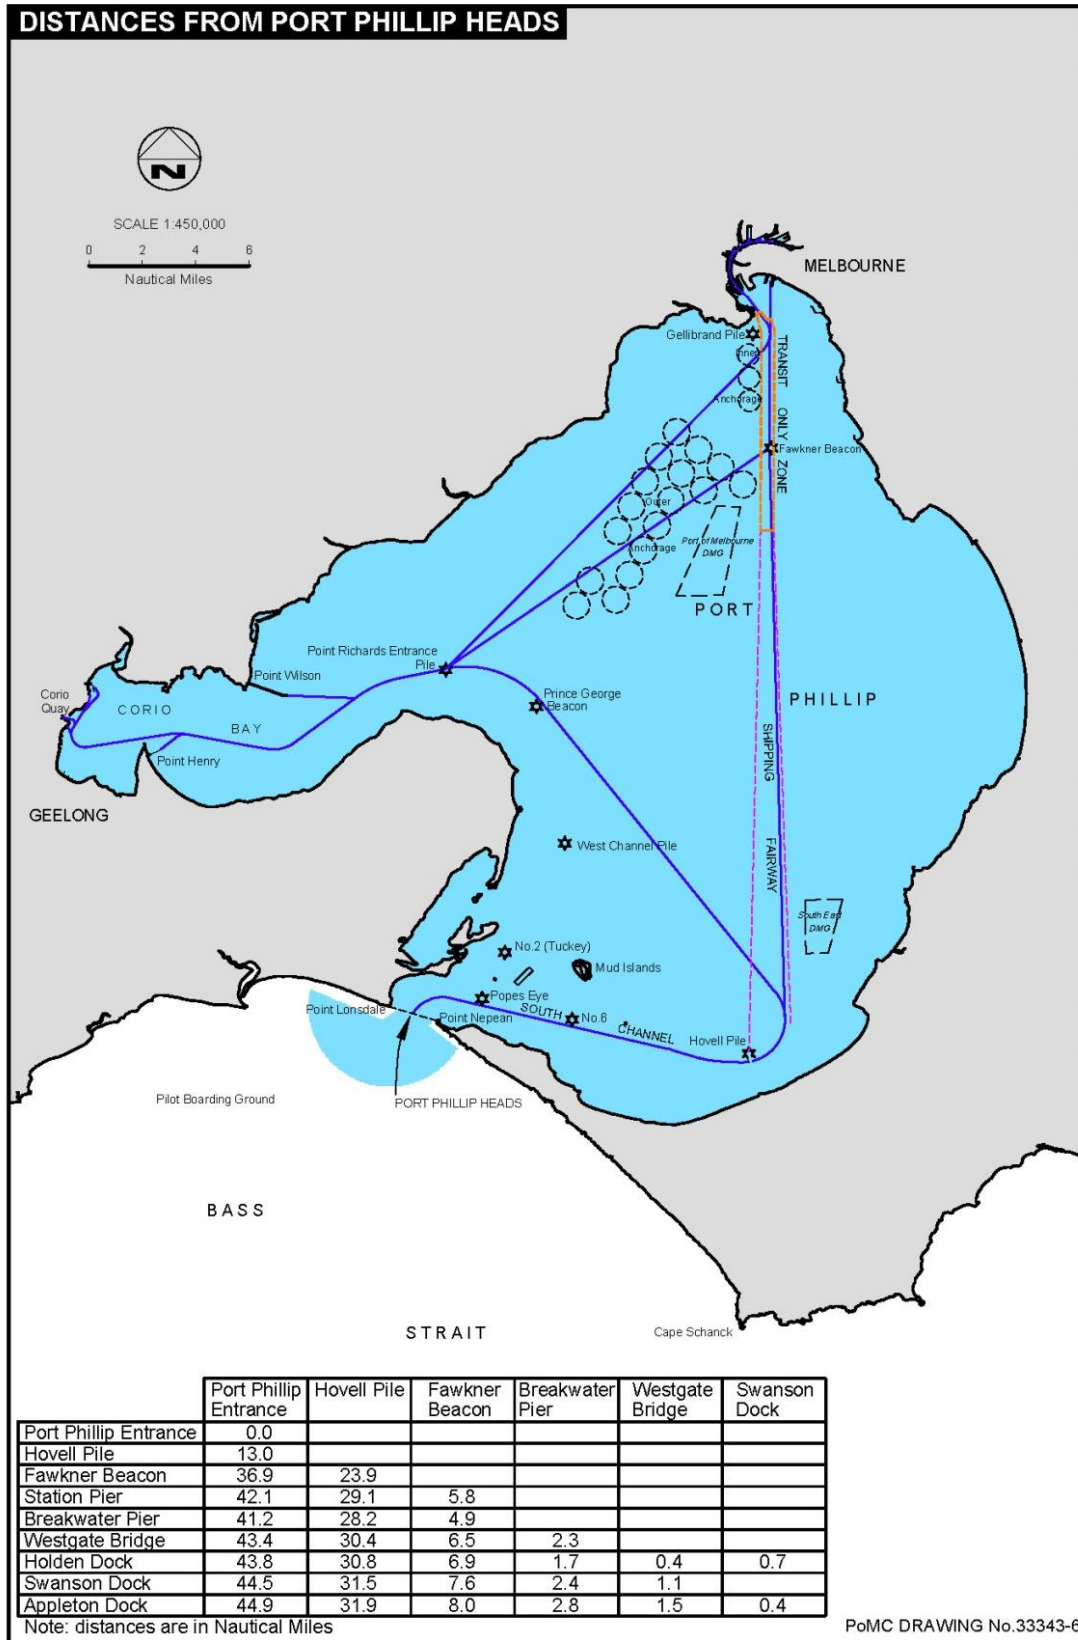 DISTANCES FROM PORT PHILLIP HEADS
N
SCALE 1:450,000
0 2 4 6
Nautical Miles
MELBOURNE
Gellibrand Pile
Inner
Anchorage
TRANSIT ONLY ZONE
Fawkner Beacon
Outer
Anchorage
Port of Melbourne
DMG
PORT
Point Richards Entrance
Pile
Point Wilson
Prince George
Beacon
PHILLIP
Corio
Quay
CORIO
BAY
Point Henry
SHIPPING
GEELONG
West Channel Pile
FAIRWAY
South East
DMG
No.2 (Tuckey)
Mud Islands
Popes Eye
Point Lonsdale
Point Nepean
SOUTH
No.6
CHANNEL
Hovell Pile
Pilot Boarding Ground
PORT PHILLIP HEADS
BASS
STRAIT
Cape Schanck
Port Phillip Entrance Hovell Pile Fawkner Beacon Breakwater Pier Westgate Bridge Swanson Dock
Port Phillip Entrance 0.0
Hovell Pile 13.0
Fawkner Beacon 36.9 23.9
Station Pier 42.1 29.1 5.8
Breakwater Pier 41.2 28.2 4.9
Westgate Bridge 43.4 30.4 6.5 2.3
Holden Dock 43.8 30.8 6.9 1.7 0.4 0.7
Swanson Dock 44.5 31.5 7.6 2.4 1.1
Appleton Dock 44.9 31.9 8.0 2.8 1.5 0.4
Note: distances are in Nautical Miles
PoMC DRAWING No.33343-6